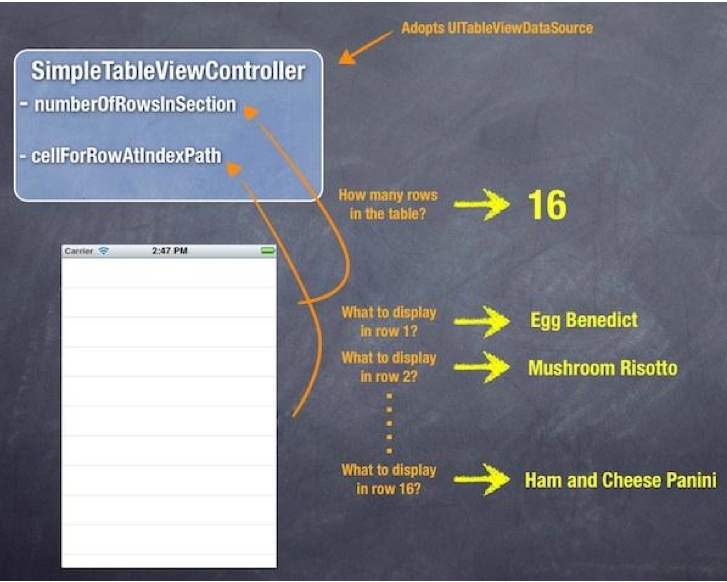 Adopts UITableViewDataSource
SimpleTableViewController
- numberOfRowsInSection
- cellForRowAtIndexPath
How many rows
in the table?
16
Carrier 2:47 PM
What to display
in row 1?
Egg Benedict
What to display
in row 2?
Mushroom Risotto
What to display
in row 16?
Ham and Cheese Panini